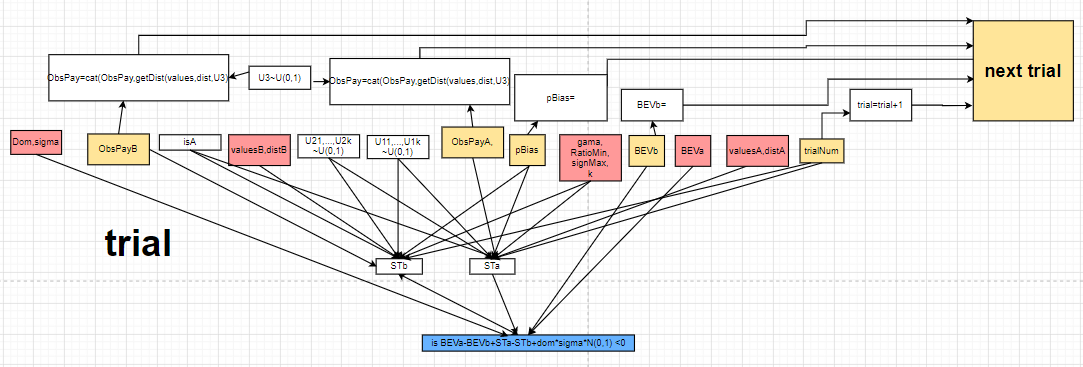 ObsPay=cat(ObsPay,getDist(values,dist,U3)
U3~U(0,1)
ObsPay=cat(ObsPay,getDist(values,dist,U3)
pBias=
BEVb=
trial=trial+1
next trial
Dom,sigma
ObsPayB
isA
valuesB,distB
U21,...,U2k
~U(0,1)
U11,...,U1k
~U(0,1)
ObsPayA,
pBias
gama,
RatioMin,
signMax,
k
BEVb
BEVa
valuesA,distA
trialNum
trial
STb
STa
is BEVa-BEVb+STa-STb+dom*sigma*N(0,1) <0